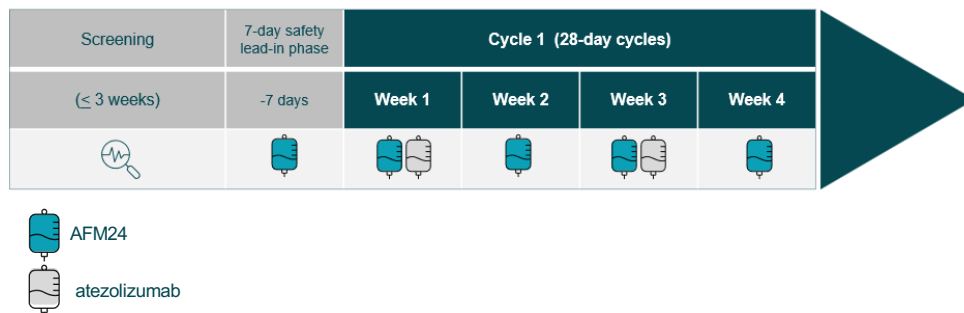 Screening
7-day safety
lead-in phase
Cycle 1 (28-day cycles)
(≤ 3 weeks)
-7 days
Week 1
Week 2
Week 3
Week 4
AFM24
atezolizumab